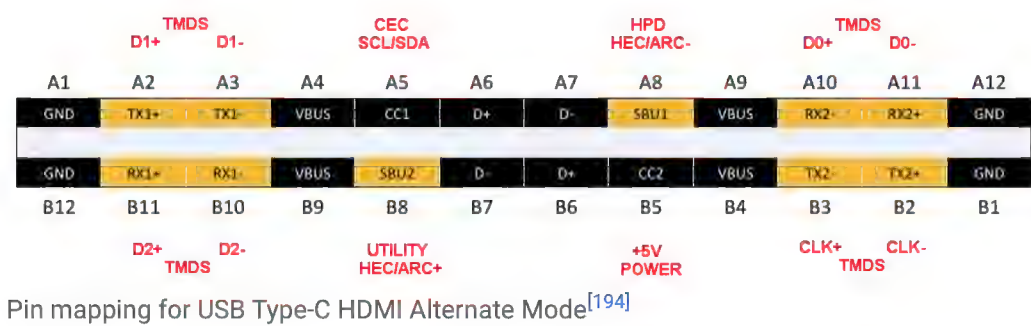 TMDS CEC HPD TMDS
D1+ D1- SCL/SDA HEC/ARC- D0+ D0-
A1 A2 A3 A4 A5 A6 A7 A8 A9 A10 A11 A12
GND TX1+ TX1- VBUS CC1 D+ D- SBU1 VBUS RX2- RX2+ GND
GND RX1+ RX1- VBUS SBU2 D- D+ CC2 VBUS TX2- TX2+ GND
B12 B11 B10 B9 B8 B7 B6 B5 B4 B3 B2 B1
D2+ D2- UTILITY +5V CLK+ CLK-
TMDS HEC/ARC+ POWER TMDS
Pin mapping for USB Type-C HDMI Alternate Mode[194]